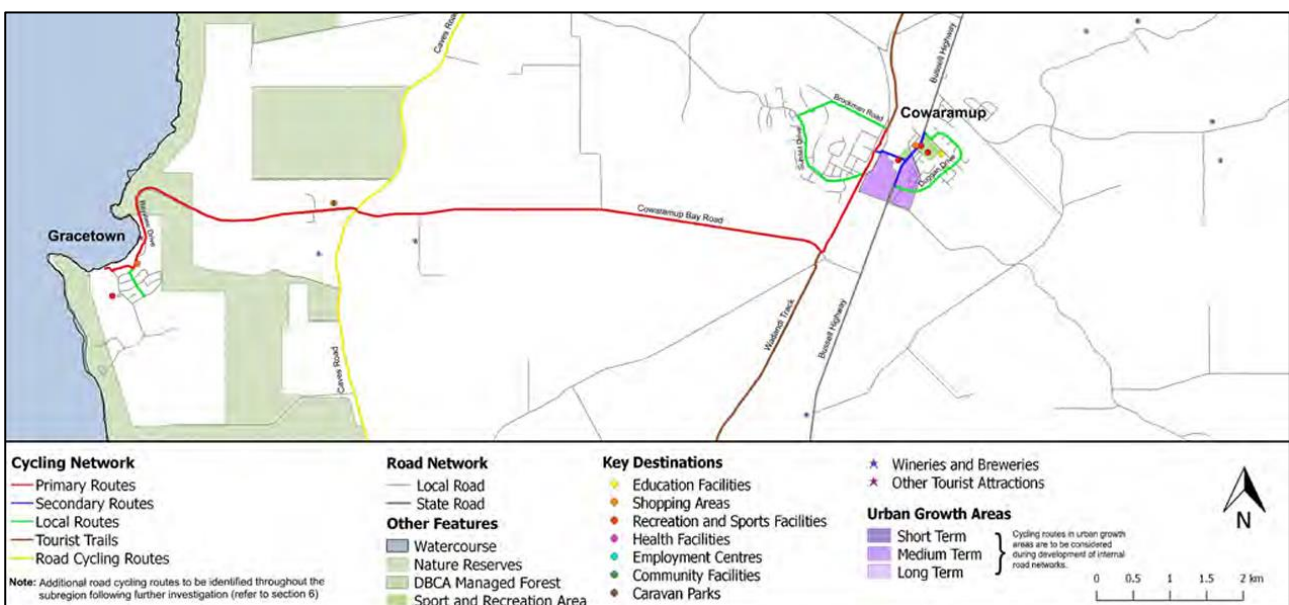 Caves Road
Bussell Highway
Brockman Road
Cowaramup
Duggan Drive
Bayview Drive
Gracetown
Cowaramup Bay Road
Wadandi Track
Bussell Highway
Caves Road
Cycling Network
Primary Routes
Secondary Routes
Local Routes
Tourist Trails
Road Cycling Routes
Note: Additional road cycling routes to be identified throughout the
subregion following further investigation (refer to section 6)
Road Network
Local Road
State Road
Other Features
Watercourse
Nature Reserves
DBCA Managed Forest
Sport and Recreation Area
Key Destinations
Education Facilities
Shopping Areas
Recreation and Sports Facilities
Health Facilities
Employment Centres
Community Facilities
Caravan Parks
Wineries and Breweries
Other Tourist Attractions
Urban Growth Areas
Short Term
Medium Term
Long Term
Cycling routes in urban growth
areas are to be considered
during development of internal
road networks.
N
0 0.5 1 1.5 2 km